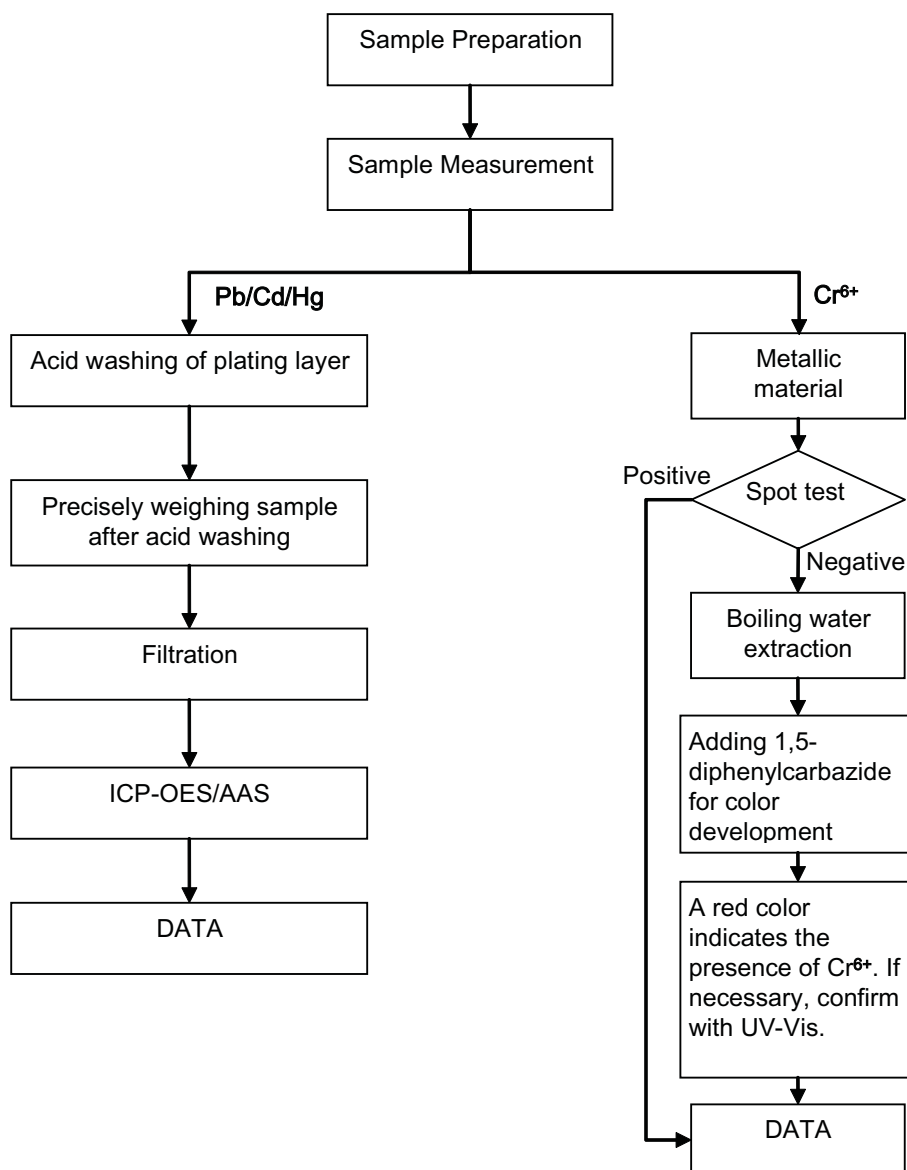 Sample Preparation
Sample Measurement
Pb/Cd/Hg
Acid washing of plating layer
Precisely weighing sample
after acid washing
Filtration
ICP-OES/AAS
DATA
Cr⁶⁺
Metallic
material
Spot test
Positive
Negative
Boiling water
extraction
Adding 1,5-
diphenylcarbazide
for color
development
A red color
indicates the
presence of Cr⁶⁺. If
necessary, confirm
with UV-Vis.
DATA